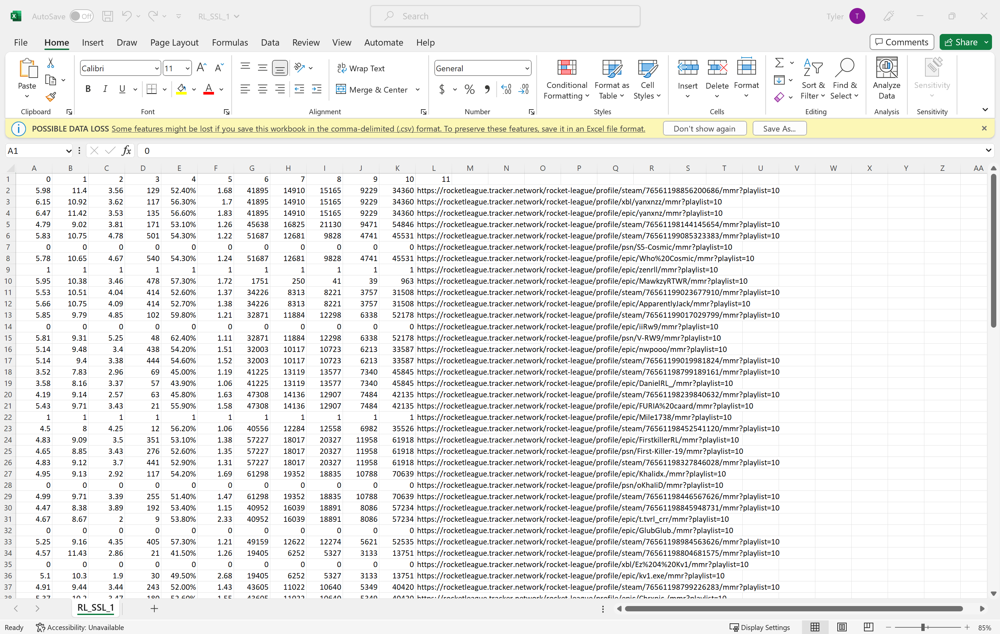 AutoSave Off RL_SSL_1 Search Tyler T
File Home Insert Draw Page Layout Formulas Data Review View Automate Help Comments Share
Paste Calibri 11 B I U Wrap Text Merge & Center General $ % Conditional Formatting Format as Table Cell Styles Insert Delete Format Sort & Filter Find & Select Analyze Data Sensitivity
Clipboard Font Alignment Number Styles Cells Editing Analysis Sensitivity
POSSIBLE DATA LOSS Some features might be lost if you save this workbook in the comma-delimited (.csv) format. To preserve these features, save it in an Excel file format. Don't show again Save As...
A1 fx 0
A B C D E F G H I J K L M N O P Q R S T U V W X Y Z AA
1 0 1 2 3 4 5 6 7 8 9 10 11
2 5.98 11.4 3.56 129 52.40% 1.68 41895 14910 15165 9229 34360 https://rocketleague.tracker.network/rocket-league/profile/steam/76561198856200686/mmr?playlist=10
3 6.15 10.92 3.62 117 56.30% 1.7 41895 14910 15165 9229 34360 https://rocketleague.tracker.network/rocket-league/profile/xbl/yanxnzz/mmr?playlist=10
4 6.47 11.42 3.53 135 56.60% 1.83 41895 14910 15165 9229 34360 https://rocketleague.tracker.network/rocket-league/profile/epic/yanxnz/mmr?playlist=10
5 4.79 9.02 3.81 171 53.10% 1.26 45638 16825 21130 9471 54846 https://rocketleague.tracker.network/rocket-league/profile/steam/76561198144145654/mmr?playlist=10
6 5.83 10.75 4.78 501 54.30% 1.22 51687 12681 9828 4741 45531 https://rocketleague.tracker.network/rocket-league/profile/steam/76561199085323383/mmr?playlist=10
7 0 0 0 0 0 0 0 0 0 0 0 https://rocketleague.tracker.network/rocket-league/profile/psn/S5-Cosmic/mmr?playlist=10
8 5.78 10.65 4.67 540 54.30% 1.24 51687 12681 9828 4741 45531 https://rocketleague.tracker.network/rocket-league/profile/epic/Who%20Cosmic/mmr?playlist=10
9 1 1 1 1 1 1 1 1 1 1 1 https://rocketleague.tracker.network/rocket-league/profile/epic/zenrll/mmr?playlist=10
10 5.95 10.38 3.46 478 57.30% 1.72 1751 250 41 39 963 https://rocketleague.tracker.network/rocket-league/profile/epic/MawkzyRTWR/mmr?playlist=10
11 5.53 10.51 4.04 414 52.60% 1.37 34226 8313 8221 3757 31508 https://rocketleague.tracker.network/rocket-league/profile/steam/76561199023677910/mmr?playlist=10
12 5.66 10.75 4.09 414 52.70% 1.38 34226 8313 8221 3757 31508 https://rocketleague.tracker.network/rocket-league/profile/epic/ApparentlyJack/mmr?playlist=10
13 5.85 9.79 4.85 102 59.80% 1.21 32871 11884 12298 6338 52178 https://rocketleague.tracker.network/rocket-league/profile/steam/76561199017029799/mmr?playlist=10
14 0 0 0 0 0 0 0 0 0 0 0 https://rocketleague.tracker.network/rocket-league/profile/epic/iiRw9/mmr?playlist=10
15 5.81 9.31 5.25 48 62.40% 1.11 32871 11884 12298 6338 52178 https://rocketleague.tracker.network/rocket-league/profile/psn/V-RW9/mmr?playlist=10
16 5.14 9.48 3.4 438 54.20% 1.51 32003 10117 10723 6213 33587 https://rocketleague.tracker.network/rocket-league/profile/epic/nwpooo/mmr?playlist=10
17 5.14 9.4 3.38 444 54.60% 1.52 32003 10117 10723 6213 33587 https://rocketleague.tracker.network/rocket-league/profile/steam/76561199019981824/mmr?playlist=10
18 3.52 7.83 2.96 69 45.00% 1.19 41225 13119 13577 7340 45845 https://rocketleague.tracker.network/rocket-league/profile/steam/76561198799189161/mmr?playlist=10
19 3.58 8.16 3.37 57 43.90% 1.06 41225 13119 13577 7340 45845 https://rocketleague.tracker.network/rocket-league/profile/epic/DanielRL_/mmr?playlist=10
20 4.19 9.14 2.57 63 45.80% 1.63 47308 14136 12907 7484 42135 https://rocketleague.tracker.network/rocket-league/profile/steam/76561198239840632/mmr?playlist=10
21 5.43 9.71 3.43 21 55.90% 1.58 47308 14136 12907 7484 42135 https://rocketleague.tracker.network/rocket-league/profile/epic/FURIA%20caard/mmr?playlist=10
22 1 1 1 1 1 1 1 1 1 1 1 https://rocketleague.tracker.network/rocket-league/profile/epic/Mile1738/mmr?playlist=10
23 4.5 8 4.25 12 56.20% 1.06 40556 12284 12558 6982 35526 https://rocketleague.tracker.network/rocket-league/profile/steam/76561198452541120/mmr?playlist=10
24 4.83 9.09 3.5 351 53.10% 1.38 57227 18017 20327 11958 61918 https://rocketleague.tracker.network/rocket-league/profile/epic/FirstkillerRL/mmr?playlist=10
25 4.65 8.85 3.43 276 52.60% 1.35 57227 18017 20327 11958 61918 https://rocketleague.tracker.network/rocket-league/profile/psn/First-Killer-19/mmr?playlist=10
26 4.83 9.12 3.7 441 52.90% 1.31 57227 18017 20327 11958 61918 https://rocketleague.tracker.network/rocket-league/profile/steam/76561198327846028/mmr?playlist=10
27 4.95 9.13 2.92 117 54.20% 1.69 61298 19352 18835 10788 70639 https://rocketleague.tracker.network/rocket-league/profile/epic/Khalidx./mmr?playlist=10
28 0 0 0 0 0 0 0 0 0 0 0 https://rocketleague.tracker.network/rocket-league/profile/psn/oKhaliD/mmr?playlist=10
29 4.99 9.71 3.39 255 51.40% 1.47 61298 19352 18835 10788 70639 https://rocketleague.tracker.network/rocket-league/profile/steam/76561198446567626/mmr?playlist=10
30 4.47 8.38 3.89 192 53.40% 1.15 40952 16039 18891 8086 57234 https://rocketleague.tracker.network/rocket-league/profile/steam/76561198845948731/mmr?playlist=10
31 4.67 8.67 2 9 53.80% 2.33 40952 16039 18891 8086 57234 https://rocketleague.tracker.network/rocket-league/profile/epic/t.tvrl_crr/mmr?playlist=10
32 0 0 0 0 0 0 0 0 0 0 0 https://rocketleague.tracker.network/rocket-league/profile/epic/GlubGlub./mmr?playlist=10
33 5.25 9.16 4.35 405 57.30% 1.21 49159 12622 12274 5621 52535 https://rocketleague.tracker.network/rocket-league/profile/steam/76561198984563626/mmr?playlist=10
34 4.57 11.43 2.86 21 41.50% 1.26 19405 6252 5327 3133 13751 https://rocketleague.tracker.network/rocket-league/profile/steam/76561198804681575/mmr?playlist=10
35 0 0 0 0 0 0 0 0 0 0 0 https://rocketleague.tracker.network/rocket-league/profile/xbl/Ez%204%20Kv1/mmr?playlist=10
36 5.1 10.3 1.9 30 49.50% 2.68 19405 6252 5327 3133 13751 https://rocketleague.tracker.network/rocket-league/profile/epic/kv1.exe/mmr?playlist=10
37 4.91 9.44 3.44 243 52.00% 1.43 43605 11022 10640 5349 40420 https://rocketleague.tracker.network/rocket-league/profile/steam/76561198799226283/mmr?playlist=10
RL_SSL_1
Ready Accessibility: Unavailable Display Settings 85%